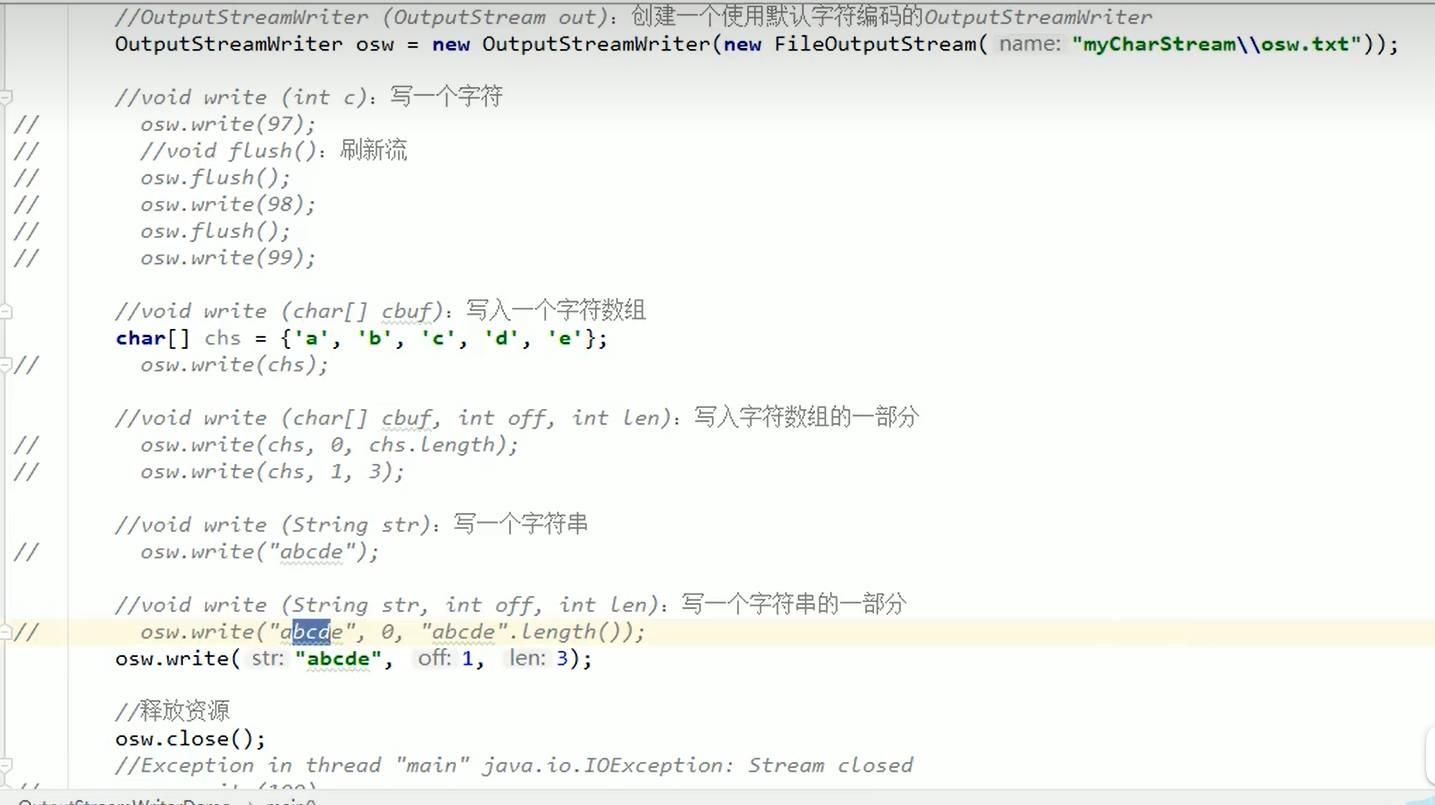 //OutputStreamWriter (OutputStream out)：创建一个使用默认字符编码的OutputStreamWriter
OutputStreamWriter osw = new OutputStreamWriter(new FileOutputStream( name: "myCharStream\\osw.txt"));
//void write (int c)：写一个字符
// osw.write(97);
// //void flush()：刷新流
// osw.flush();
// osw.write(98);
// osw.flush();
// osw.write(99);
//void write (char[] cbuf)：写入一个字符数组
char[] chs = {'a', 'b', 'c', 'd', 'e'};
// osw.write(chs);
//void write (char[] cbuf, int off, int len)：写入字符数组的一部分
// osw.write(chs, 0, chs.length);
// osw.write(chs, 1, 3);
//void write (String str)：写一个字符串
// osw.write("abcde");
//void write (String str, int off, int len)：写一个字符串的一部分
// osw.write("abcde", 0, "abcde".length());
osw.write( str: "abcde", off: 1, len: 3);
//释放资源
osw.close();
//Exception in thread "main" java.io.IOException: Stream closed